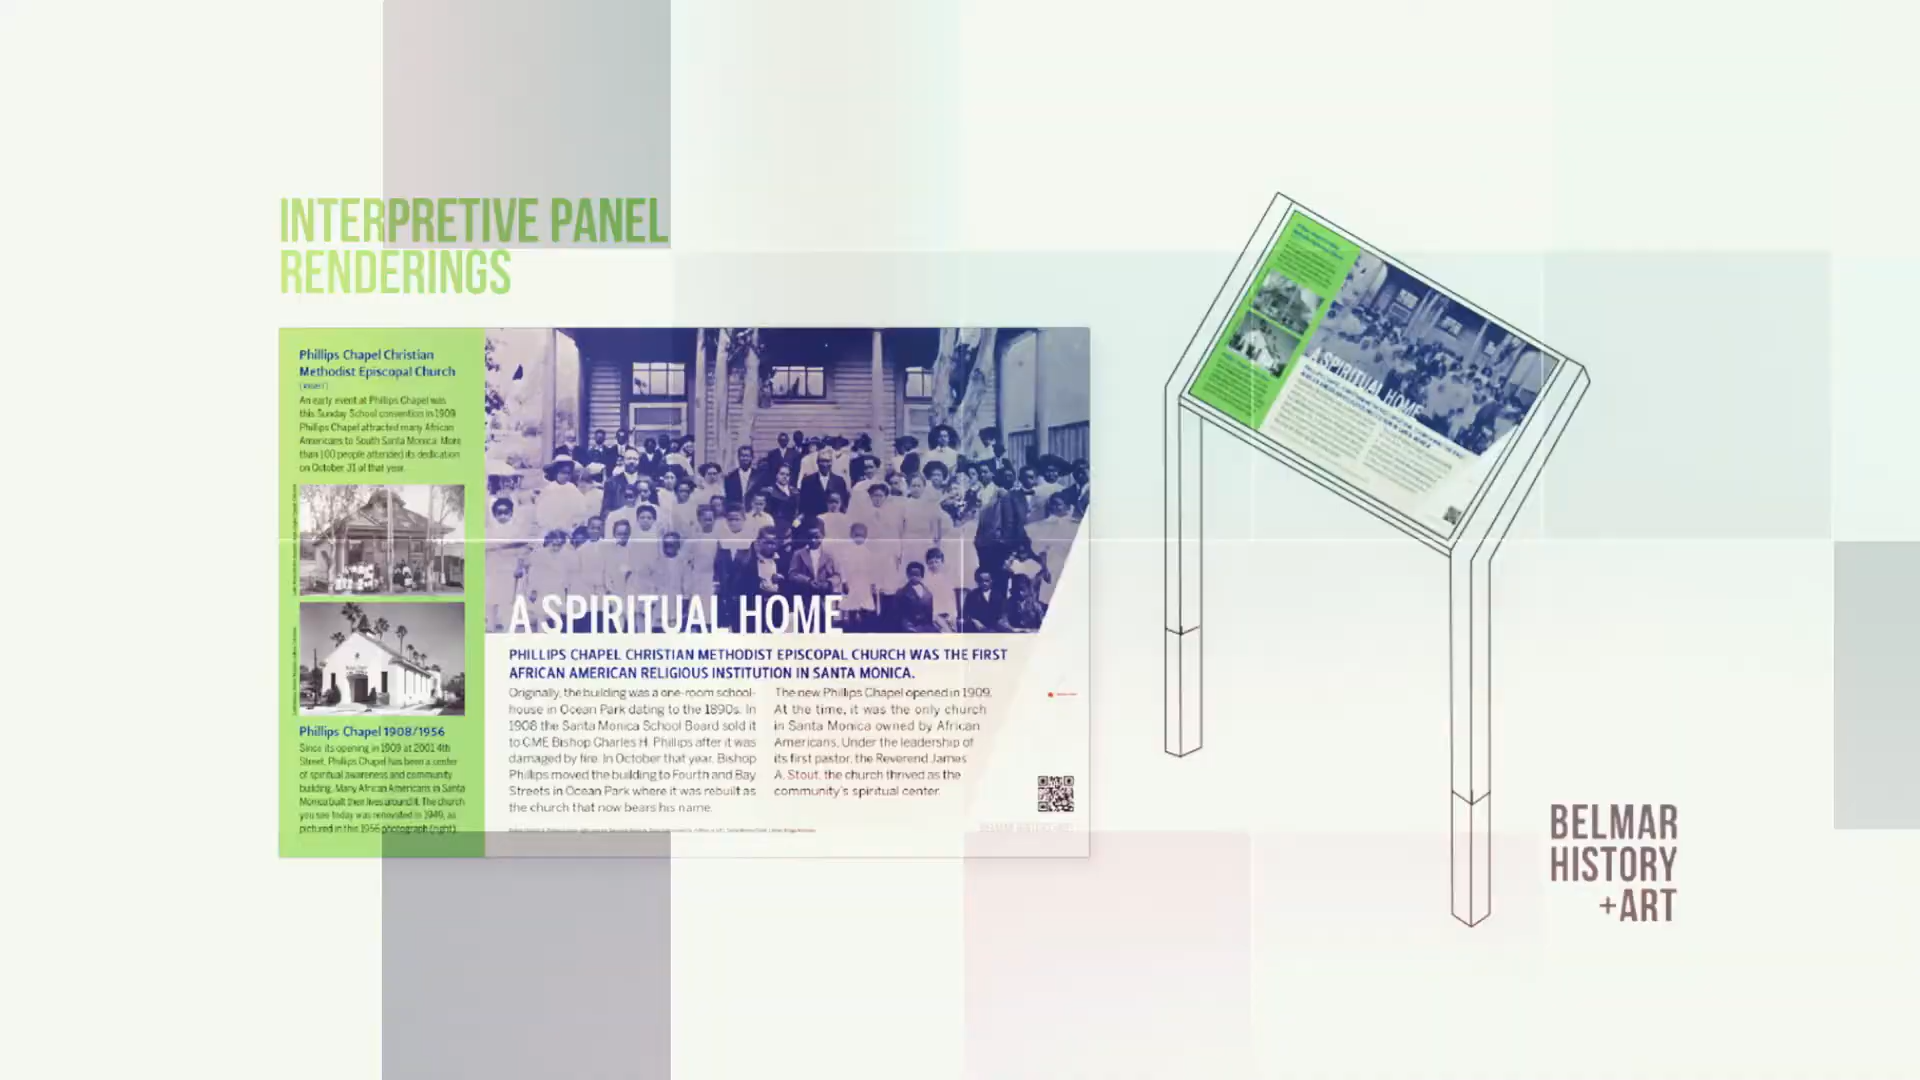 INTERPRETIVE PANEL
RENDERINGS
Phillips Chapel Christian
Methodist Episcopal Church
An early event at Phillips Chapel was
this Sunday School convention in 1909.
Phillips Chapel attracted many African
Americans to South Santa Monica. More
than 100 people attended its dedication
on October 31 of that year.
Phillips Chapel 1908/1956
Since its opening in 1909 at 2001 4th
Street, Phillips Chapel has been a center
of spiritual awareness and community
building. Many African Americans in Santa
Monica built their lives around it. The church
you see today was renovated in 1949, as
pictured in this 1956 photograph (right).
A SPIRITUAL HOME
PHILLIPS CHAPEL CHRISTIAN METHODIST EPISCOPAL CHURCH WAS THE FIRST
AFRICAN AMERICAN RELIGIOUS INSTITUTION IN SANTA MONICA.
Originally, the building was a one-room school-
house in Ocean Park dating to the 1890s. In
1908 the Santa Monica School Board sold it
to CME Bishop Charles H. Phillips after it was
damaged by fire. In October that year, Bishop
Phillips moved the building to Fourth and Bay
Streets in Ocean Park where it was rebuilt as
the church that now bears his name.
The new Phillips Chapel opened in 1909.
At the time, it was the only church
in Santa Monica owned by African
Americans. Under the leadership of
its first pastor, the Reverend James
A. Stout, the church thrived as the
community's spiritual center.
A SPIRITUAL HOME
BELMAR
HISTORY
+ART